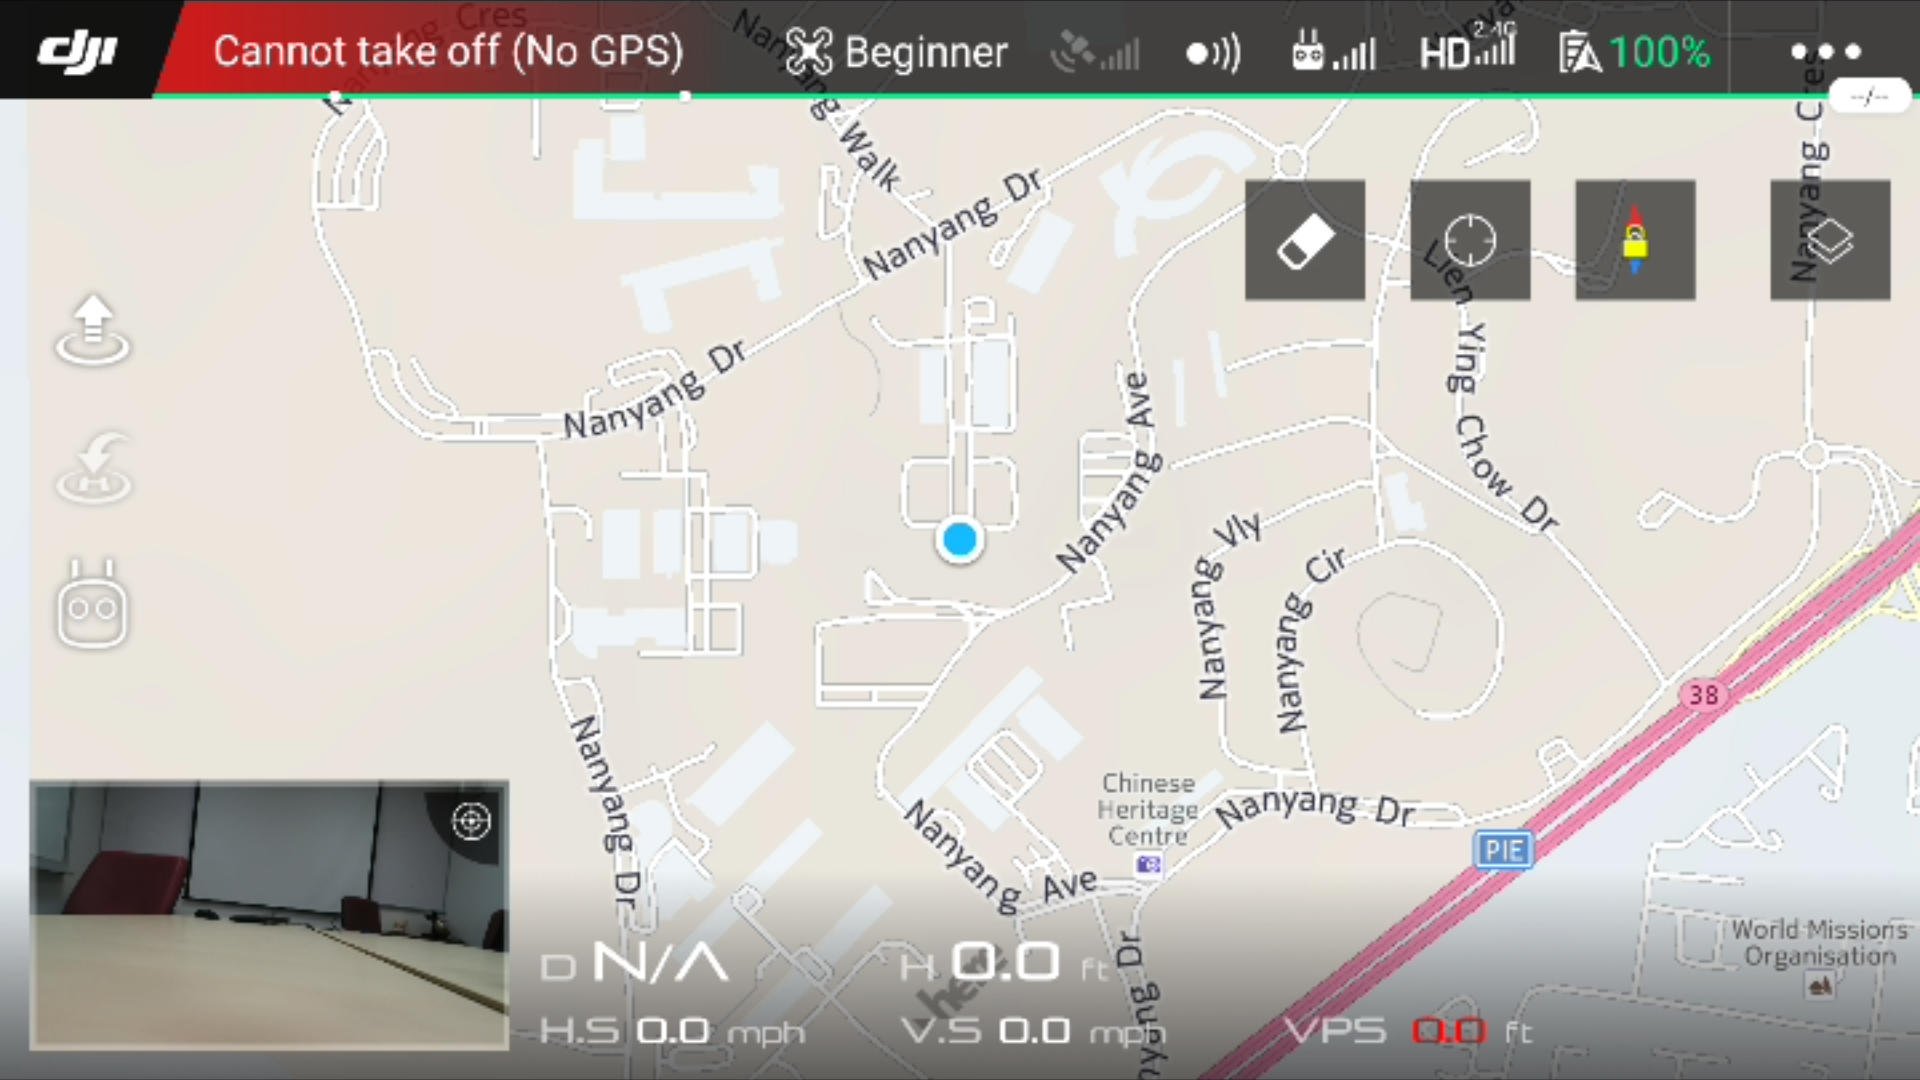 dji
Cannot take off (No GPS)
Beginner
HD
2.4G
100%
--/--
Nanyang Cres
Nanyang Walk
Nanyang Dr
Nanyang Cres
Nanyang Dr
Lien Ying Chow Dr
Nanyang Ave
Nanyang Vly
Nanyang Cir
38
Nanyang Dr
Chinese
Heritage
Centre
Nanyang Dr
PIE
Nanyang Ave
World Missions
Organisation
H
D N/A
H 0.0 ft
here
H.S 0.0 mph
V.S 0.0 mph
VPS 0.0 ft